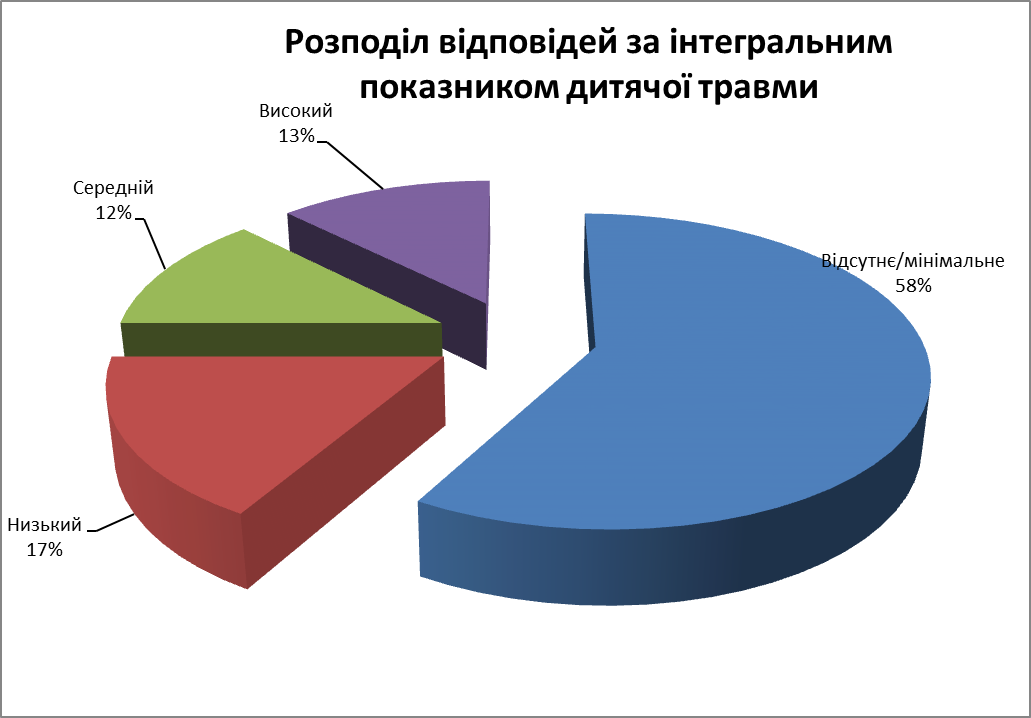 Розподіл відповідей за інтегральним
показником дитячої травми
Високий
13%
Середній
12%
Відсутнє/мінімальне
58%
Низький
17%